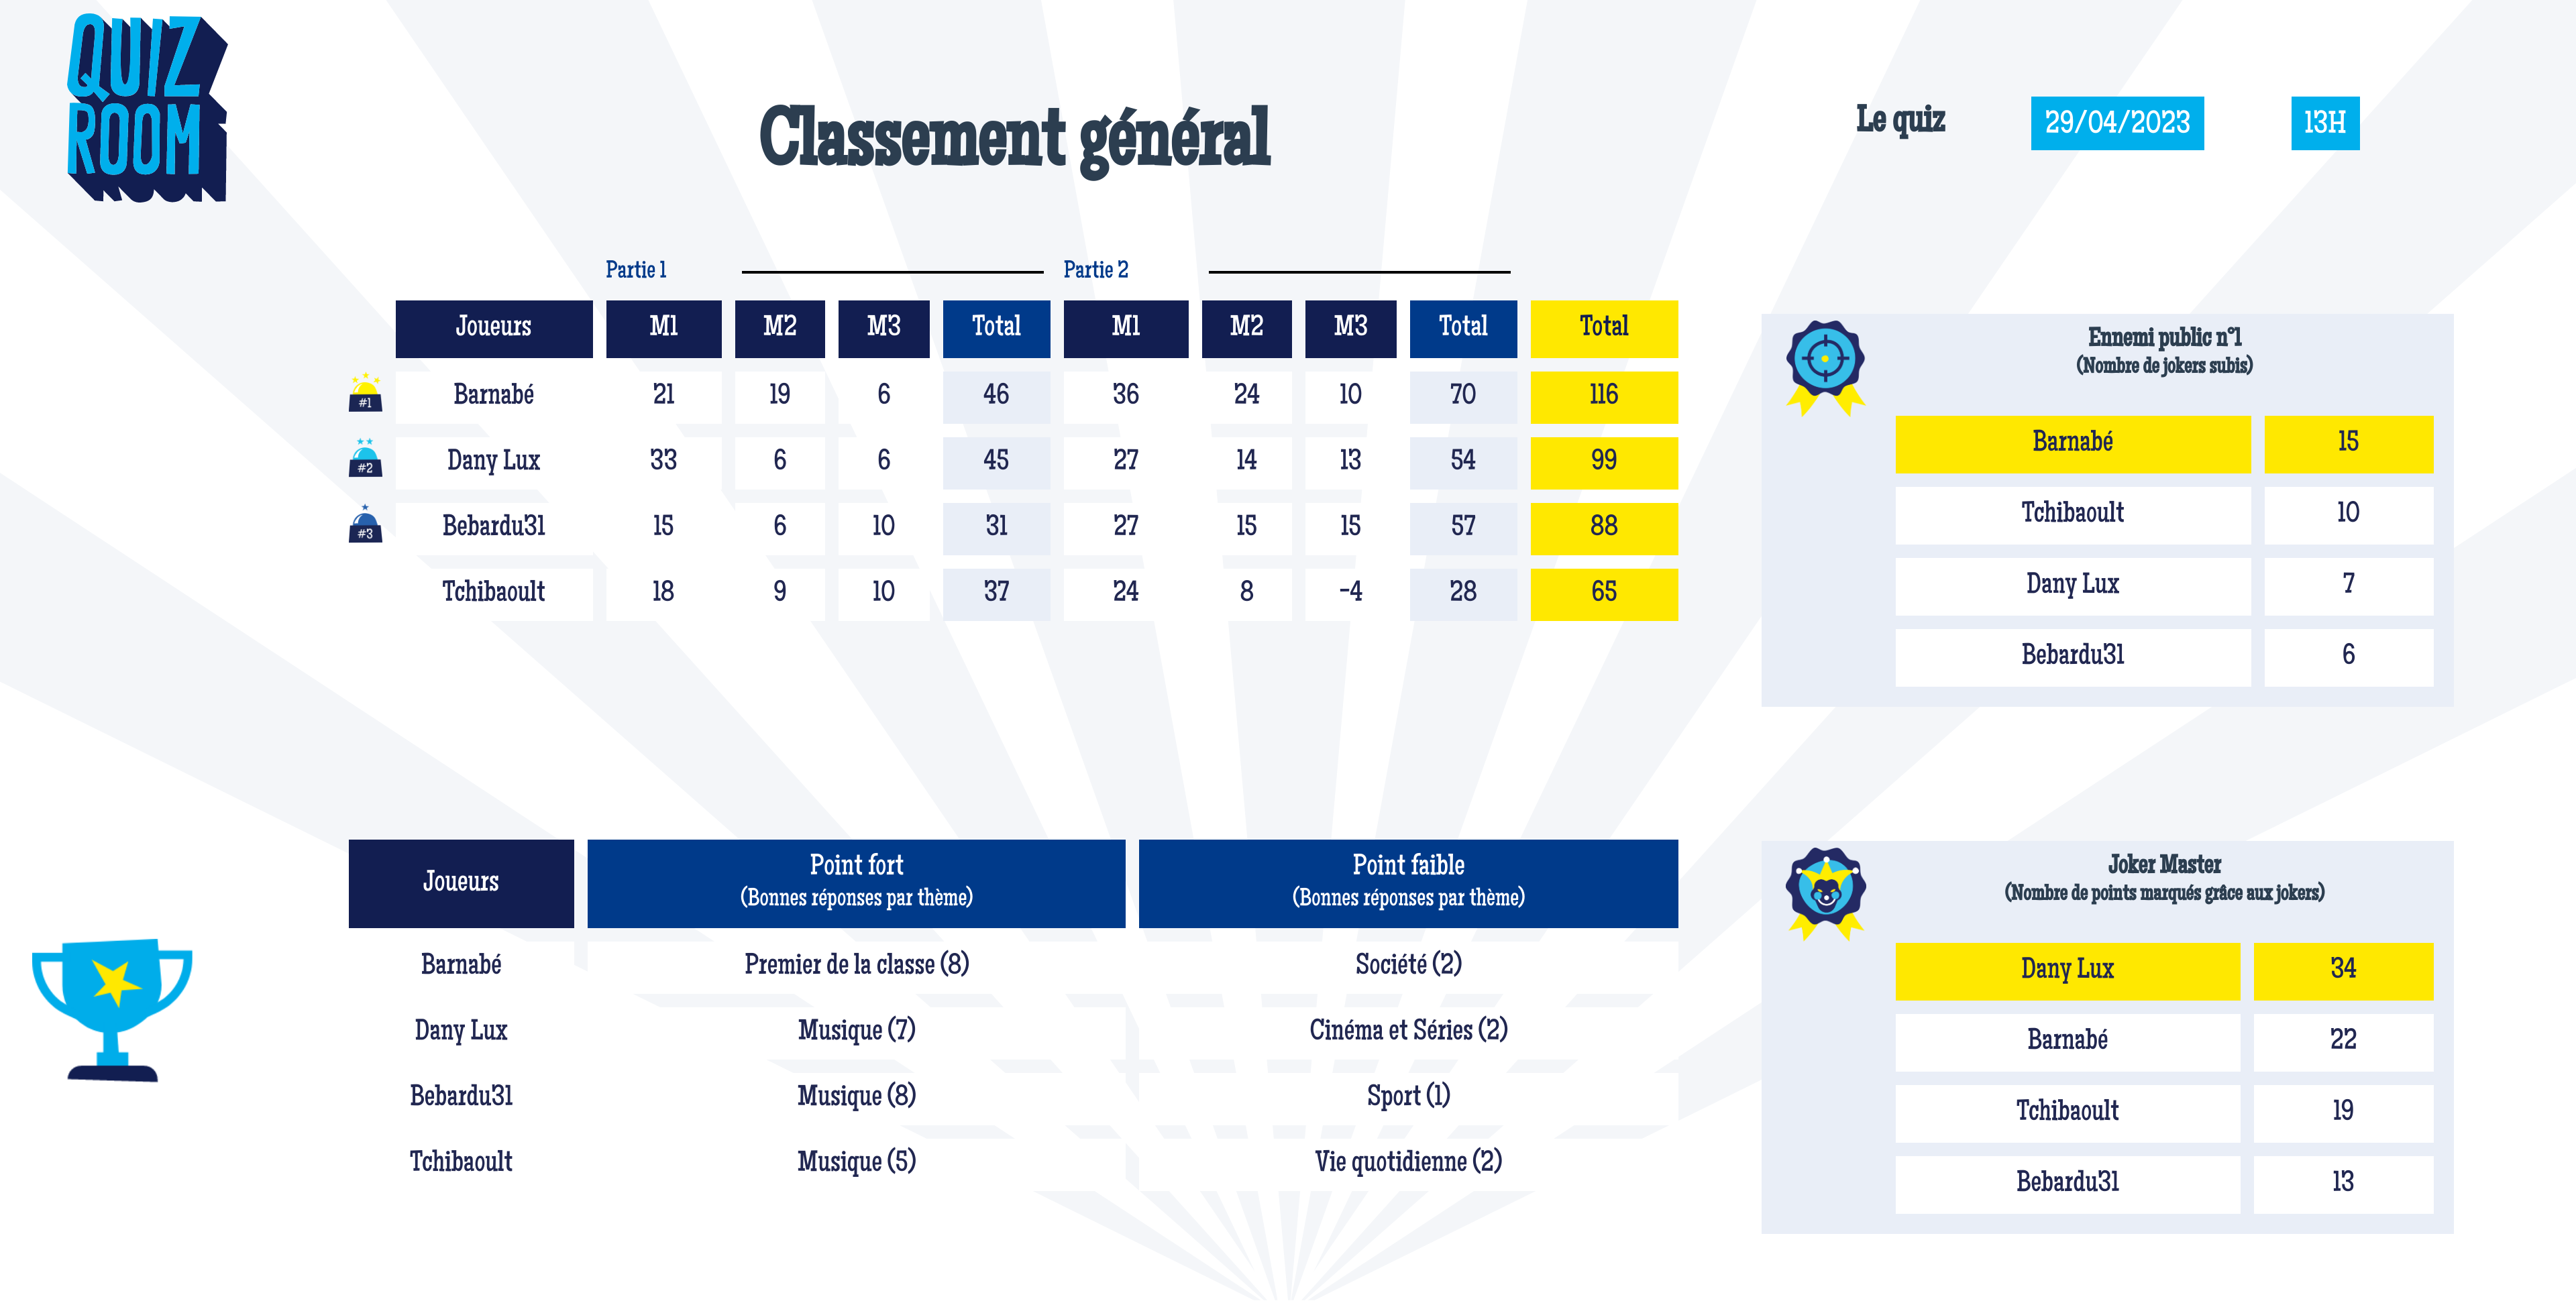 QUIZ
ROOM
Classement général
Le quiz 29/04/2023 13H
Partie 1 Partie 2
Joueurs M1 M2 M3 Total M1 M2 M3 Total Total
#1 Barnabé 21 19 6 46 36 24 10 70 116
#2 Dany Lux 33 6 6 45 27 14 13 54 99
#3 Bebardu31 15 6 10 31 27 15 15 57 88
Tchibaoult 18 9 10 37 24 8 -4 28 65
Ennemi public n°1
(Nombre de jokers subis)
Barnabé 15
Tchibaoult 10
Dany Lux 7
Bebardu31 6
Joueurs
Point fort
(Bonnes réponses par thème)
Point faible
(Bonnes réponses par thème)
Barnabé Premier de la classe (8) Société (2)
Dany Lux Musique (7) Cinéma et Séries (2)
Bebardu31 Musique (8) Sport (1)
Tchibaoult Musique (5) Vie quotidienne (2)
Joker Master
(Nombre de points marqués grâce aux jokers)
Dany Lux 34
Barnabé 22
Tchibaoult 19
Bebardu31 13